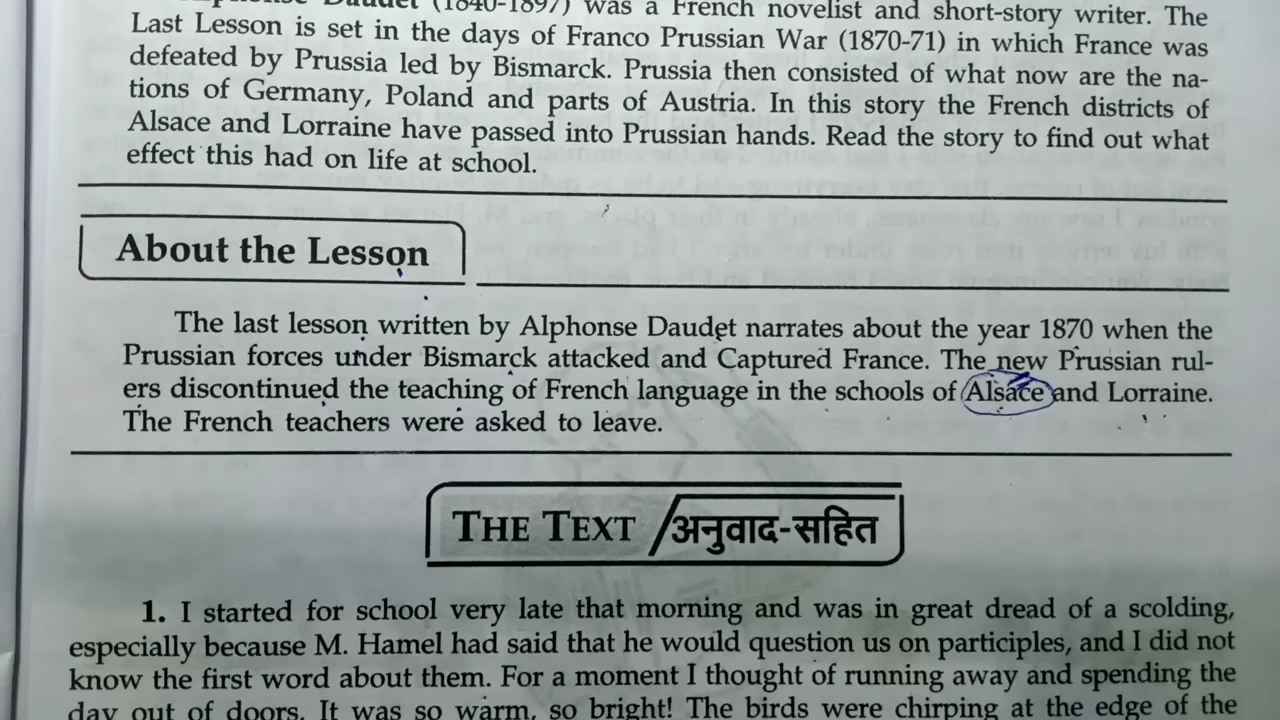 Alphonse Daudet (1840-1897) was a French novelist and short-story writer. The
Last Lesson is set in the days of Franco Prussian War (1870-71) in which France was
defeated by Prussia led by Bismarck. Prussia then consisted of what now are the na-
tions of Germany, Poland and parts of Austria. In this story the French districts of
Alsace and Lorraine have passed into Prussian hands. Read the story to find out what
effect this had on life at school.
About the Lesson
The last lesson written by Alphonse Daudet narrates about the year 1870 when the
Prussian forces under Bismarck attacked and Captured France. The new Prussian rul-
ers discontinued the teaching of French language in the schools of Alsace and Lorraine.
The French teachers were asked to leave.
THE TEXT / अनुवाद-सहित
1. I started for school very late that morning and was in great dread of a scolding,
especially because M. Hamel had said that he would question us on participles, and I did not
know the first word about them. For a moment I thought of running away and spending the
day out of doors. It was so warm, so bright! The birds were chirping at the edge of the